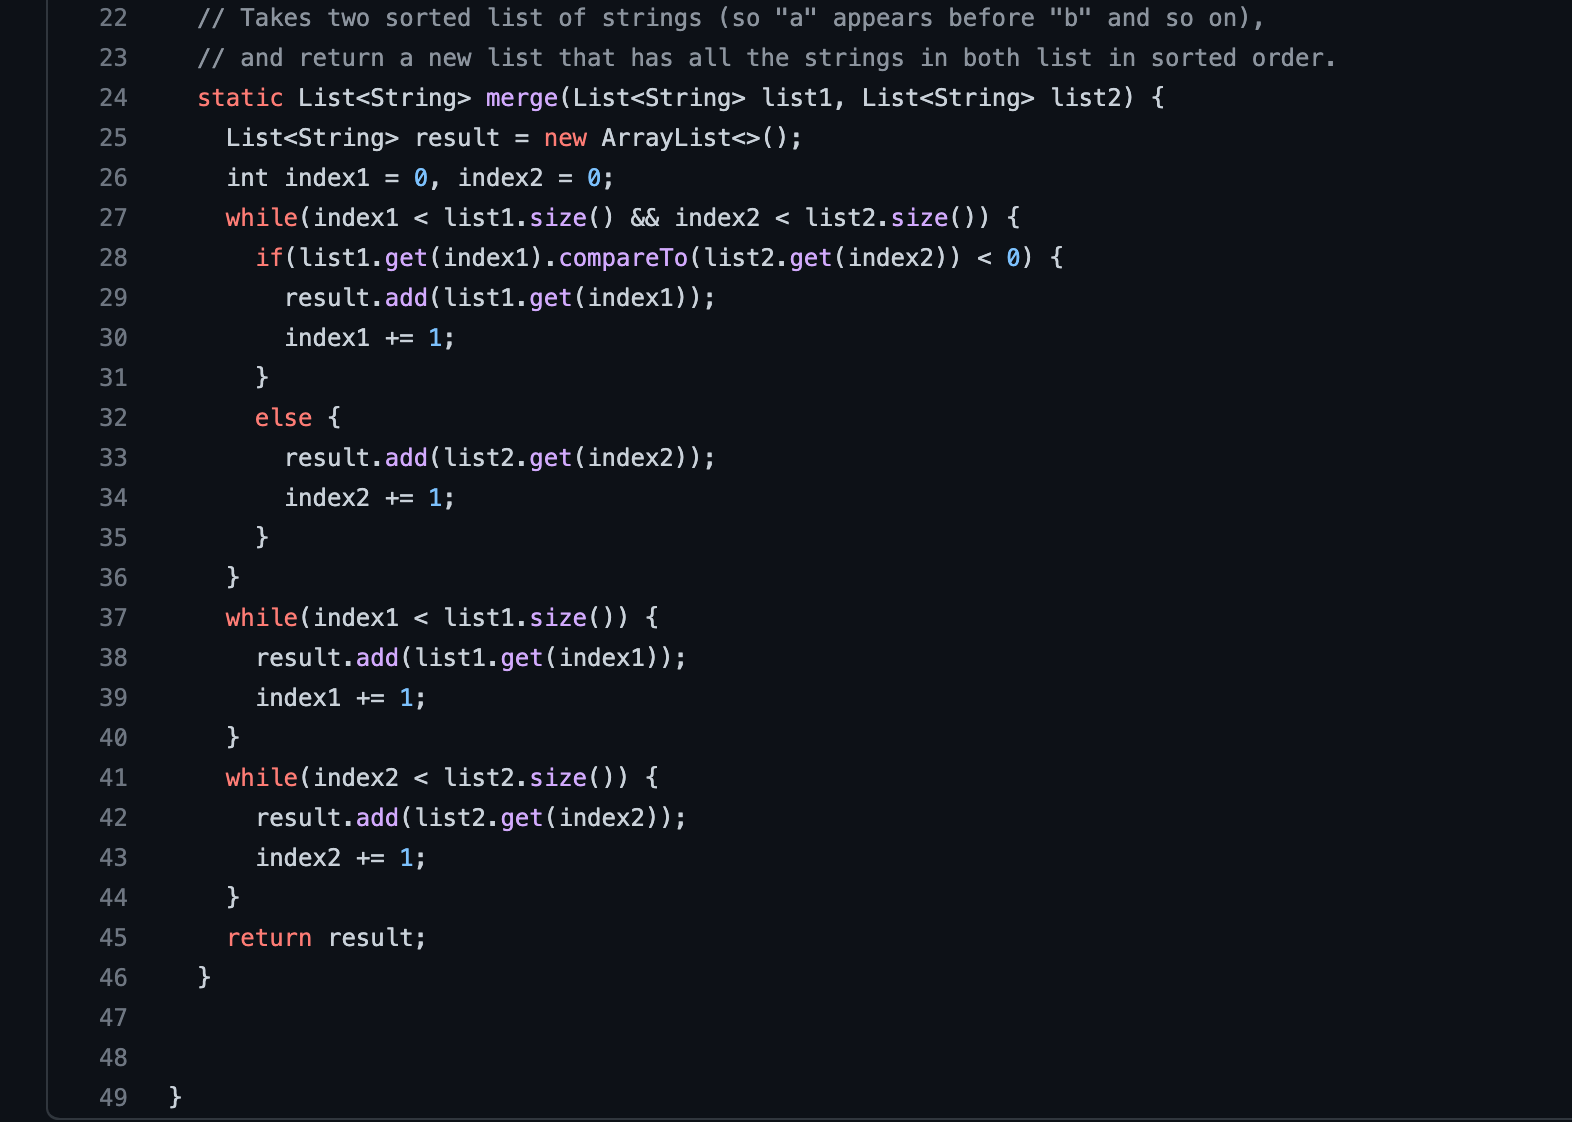 22 // Takes two sorted list of strings (so "a" appears before "b" and so on),
23 // and return a new list that has all the strings in both list in sorted order.
24 static List<String> merge(List<String> list1, List<String> list2) {
25 List<String> result = new ArrayList<>();
26 int index1 = 0, index2 = 0;
27 while(index1 < list1.size() && index2 < list2.size()) {
28 if(list1.get(index1).compareTo(list2.get(index2)) < 0) {
29 result.add(list1.get(index1));
30 index1 += 1;
31 }
32 else {
33 result.add(list2.get(index2));
34 index2 += 1;
35 }
36 }
37 while(index1 < list1.size()) {
38 result.add(list1.get(index1));
39 index1 += 1;
40 }
41 while(index2 < list2.size()) {
42 result.add(list2.get(index2));
43 index2 += 1;
44 }
45 return result;
46 }
47
48
49 }